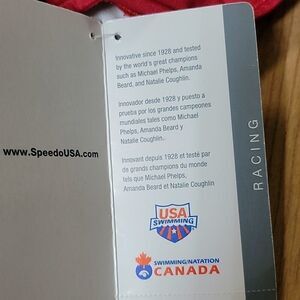 www.SpeedoUSA.com
Innovative since 1928 and tested
by the world's great champions
such as Michael Phelps, Amanda
Beard, and Natalie Coughlin.
Innovador desde 1928 y puesto a
prueba por los grandes campeones
mundiales tales como Michael
Phelps, Amanda Beard y
Natalie Coughlin.
Innovant depuis 1928 et testé par
de grands champions du monde
tels que Michael Phelps,
Amanda Beard et Natalie Coughlin
USA
SWIMMING
SWIMMING/NATATION
CANADA
RACING